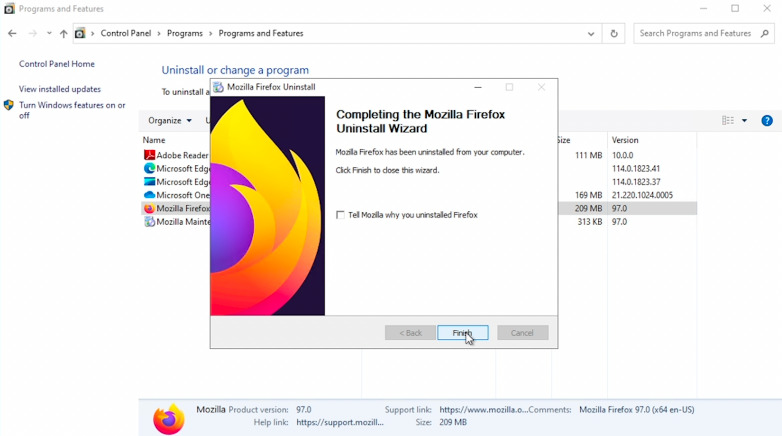 Programs and Features
Control Panel > Programs > Programs and Features
Search Programs and Features
Control Panel Home
View installed updates
Turn Windows features on or
off
Uninstall or change a program
To uninstall a
Organize
Name
Size
Version
Adobe Reader
111 MB 10.0.0
Microsoft Edg
114.0.1823.41
Microsoft Edg
114.0.1823.37
Microsoft One
169 MB 21.220.1024.0005
Mozilla Firefox
209 MB 97.0
Mozilla Mainte
313 KB 97.0
Mozilla Firefox Uninstall
Completing the Mozilla Firefox
Uninstall Wizard
Mozilla Firefox has been uninstalled from your computer.
Click Finish to close this wizard.
Tell Mozilla why you uninstalled Firefox
< Back
Finish
Cancel
Mozilla Product version: 97.0
Support link: https://www.mozilla.o...
Comments: Mozilla Firefox 97.0 (x64 en-US)
Help link: https://support.mozill...
Size: 209 MB